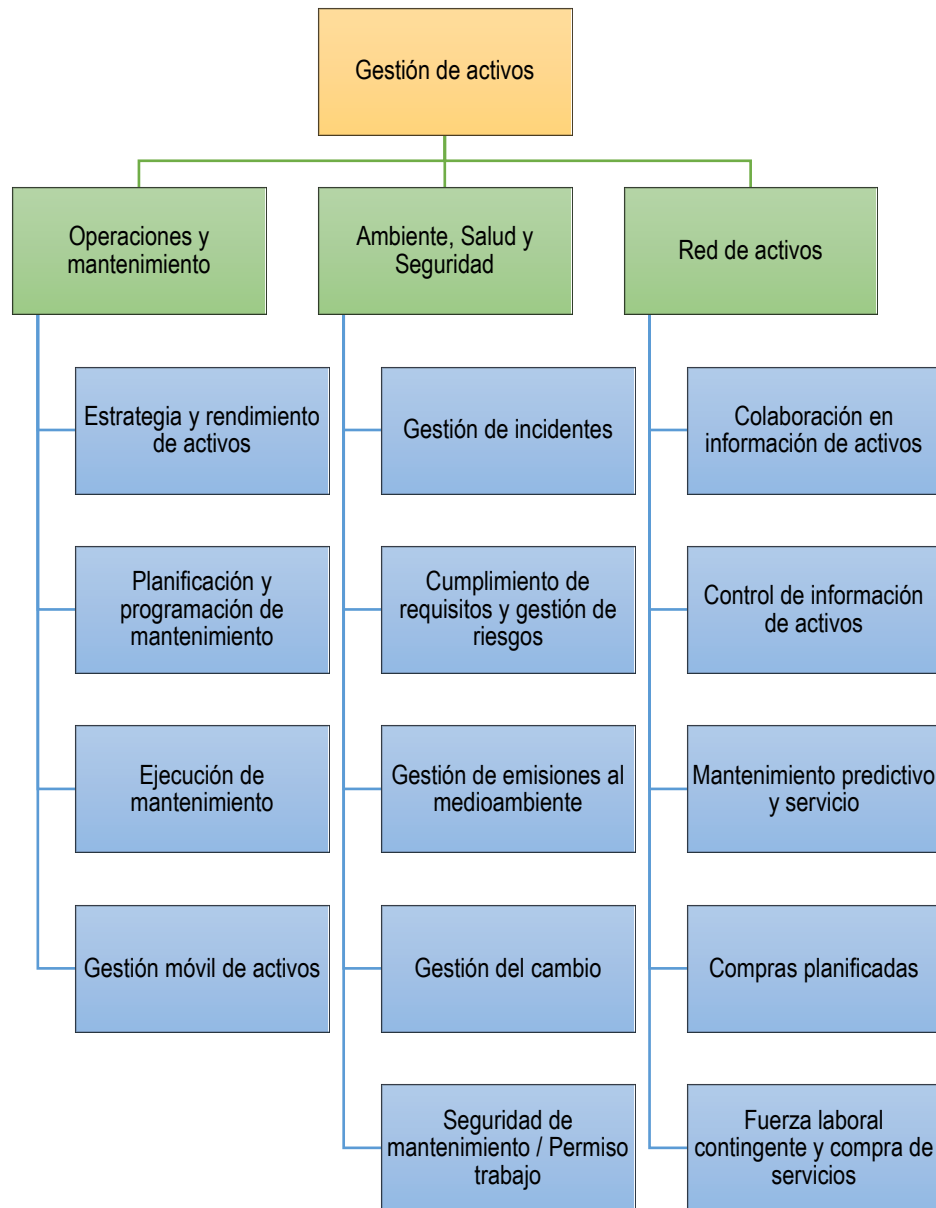 Gestión de activos
Operaciones y
mantenimiento
Ambiente, Salud y
Seguridad
Red de activos
Estrategia y rendimiento
de activos
Gestión de incidentes
Colaboración en
información de activos
Planificación y
programación de
mantenimiento
Cumplimiento de
requisitos y gestión de
riesgos
Control de información
de activos
Ejecución de
mantenimiento
Gestión de emisiones al
medioambiente
Mantenimiento predictivo
y servicio
Gestión móvil de activos
Gestión del cambio
Compras planificadas
Seguridad de
mantenimiento / Permiso
trabajo
Fuerza laboral
contingente y compra de
servicios